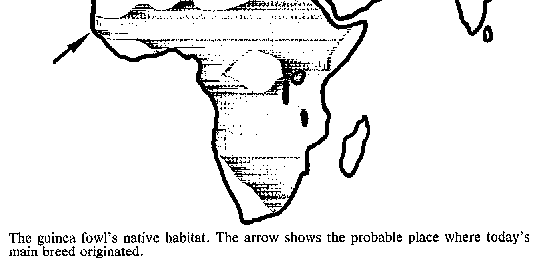 The guinea fowl's native habitat. The arrow shows the probable place where today's
main breed originated.